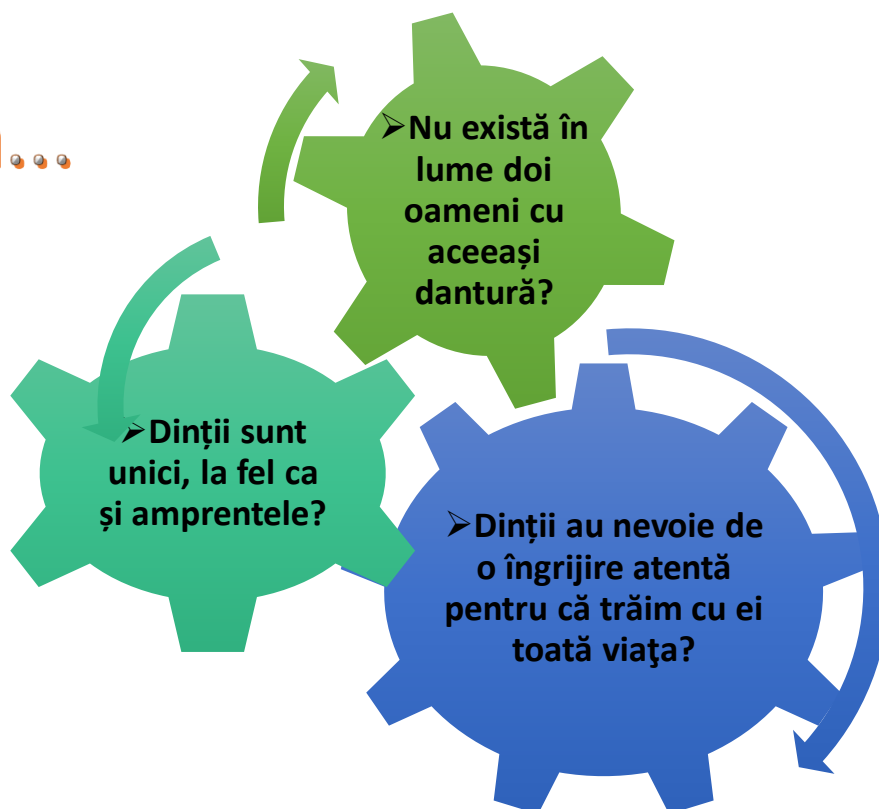 ...
➢Nu există în
lume doi
oameni cu
aceeași
dantură?
➢Dinții sunt
unici, la fel ca
și amprentele?
➢Dinții au nevoie de
o îngrijire atentă
pentru că trăim cu ei
toată viaţa?